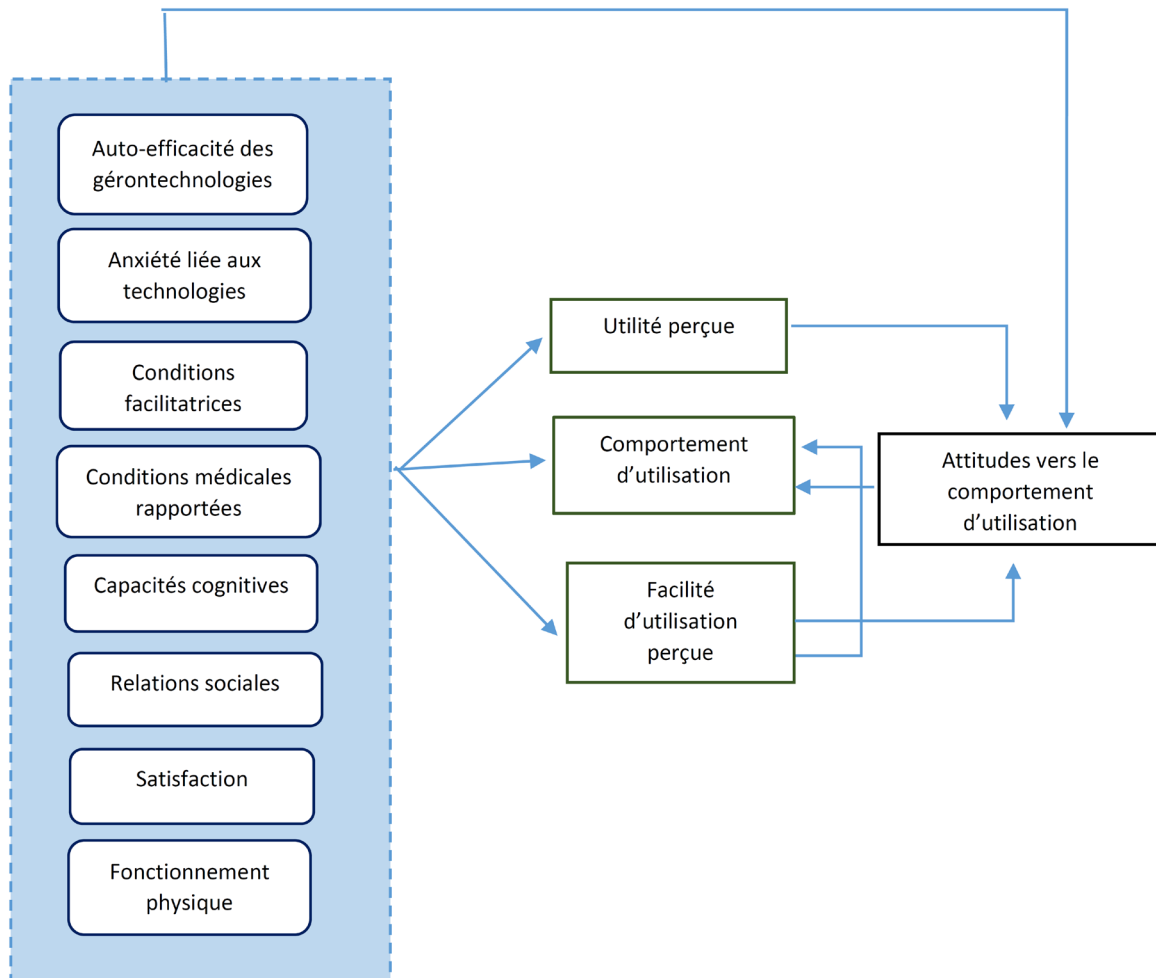 Auto-efficacité des
gérontechnologies
Anxiété liée aux
technologies
Conditions
facilitatrices
Conditions médicales
rapportées
Capacités cognitives
Relations sociales
Satisfaction
Fonctionnement
physique
Utilité perçue
Comportement
d’utilisation
Facilité
d’utilisation
perçue
Attitudes vers le
comportement
d’utilisation